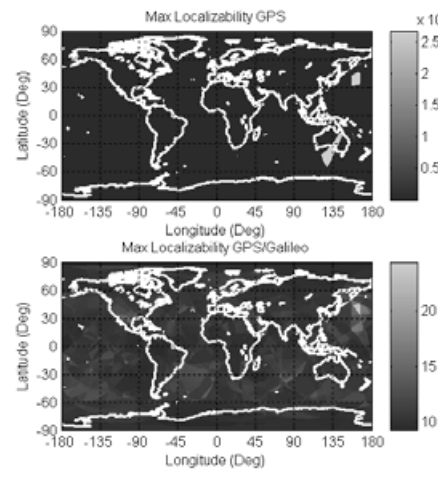 Max Localizability GPS
x 10
90
60
30
0
-30
-60
-90
Latitude (Deg)
-180 -135 -90 -45 0 45 90 135 180
Longitude (Deg)
2.5
2
1.5
1
0.5
Max Localizability GPS/Galileo
90
60
30
0
-30
-60
-90
Latitude (Deg)
-180 -135 -90 -45 0 45 90 135 180
Longitude (Deg)
20
15
10